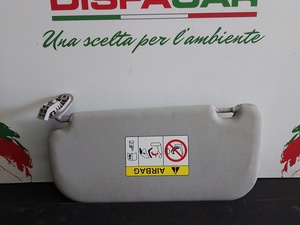 DISPACAR
Una scelta per l'ambiente
AIRBAG